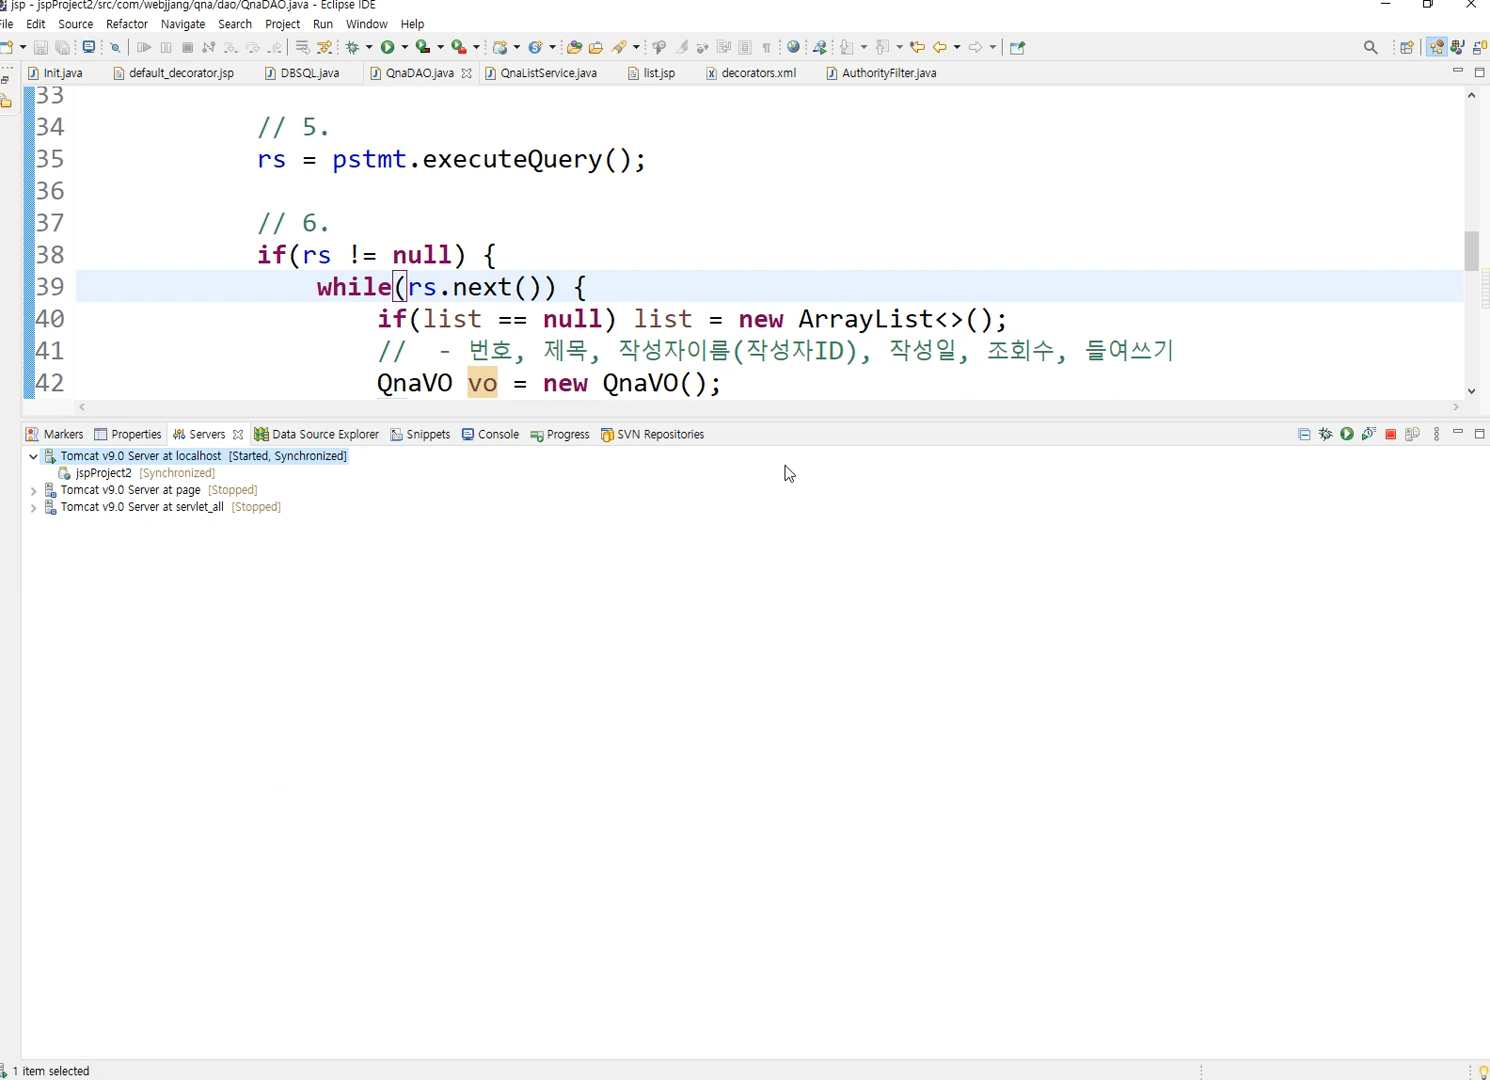 jsp - jspProject2/src/com/webjjang/qna/dao/QnaDAO.java - Eclipse IDE
File Edit Source Refactor Navigate Search Project Run Window Help
Init.java default_decorator.jsp DBSQL.java QnaDAO.java QnaListService.java list.jsp decorators.xml AuthorityFilter.java
33
34 // 5.
35 rs = pstmt.executeQuery();
36
37 // 6.
38 if(rs != null) {
39 while(rs.next()) {
40 if(list == null) list = new ArrayList<>();
41 // - 번호, 제목, 작성자이름(작성자ID), 작성일, 조회수, 들여쓰기
42 QnaVO vo = new QnaVO();
Markers Properties Servers Data Source Explorer Snippets Console Progress SVN Repositories
Tomcat v9.0 Server at localhost [Started, Synchronized]
jspProject2 [Synchronized]
Tomcat v9.0 Server at page [Stopped]
Tomcat v9.0 Server at servlet_all [Stopped]
1 item selected